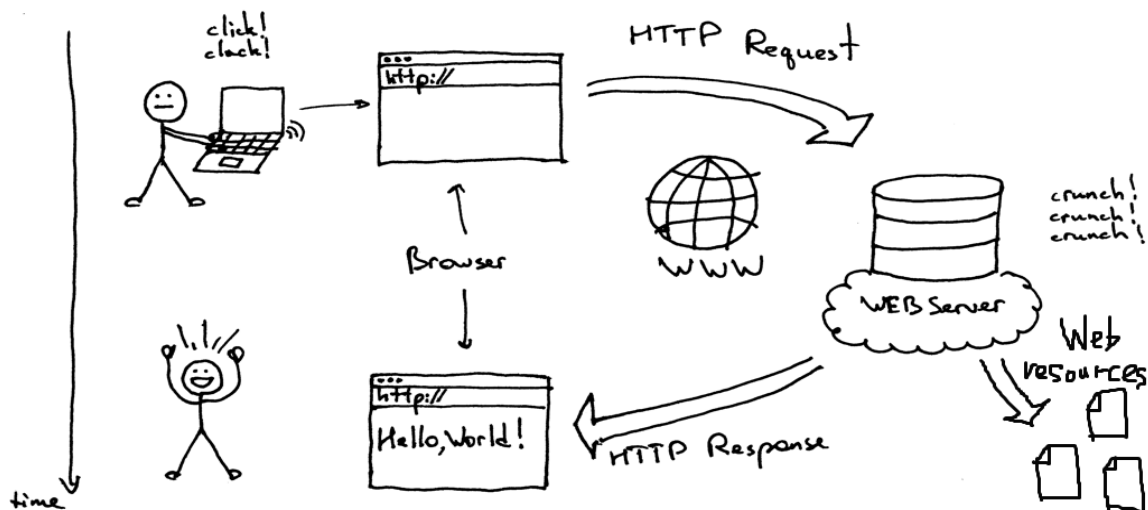 click!
clack!
http://
HTTP Request
WWW
crunch!
crunch!
crunch!
Browser
WEB Server
Web
resources
http://
Hello, World!
HTTP Response
time